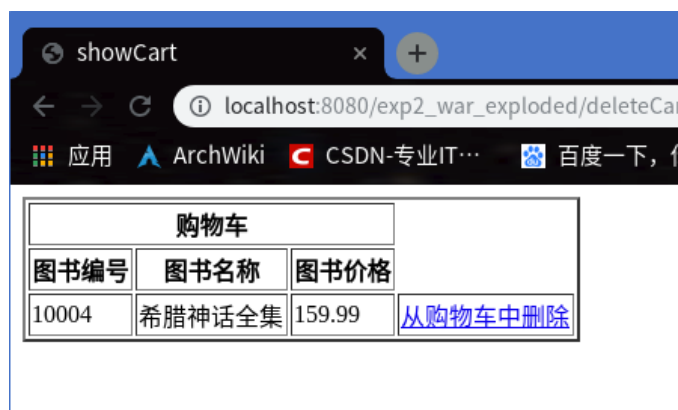 showCart
localhost:8080/exp2_war_exploded/deleteCa
应用 ArchWiki CSDN-专业IT… 百度一下，
购物车
图书编号 图书名称 图书价格
10004 希腊神话全集 159.99 从购物车中删除